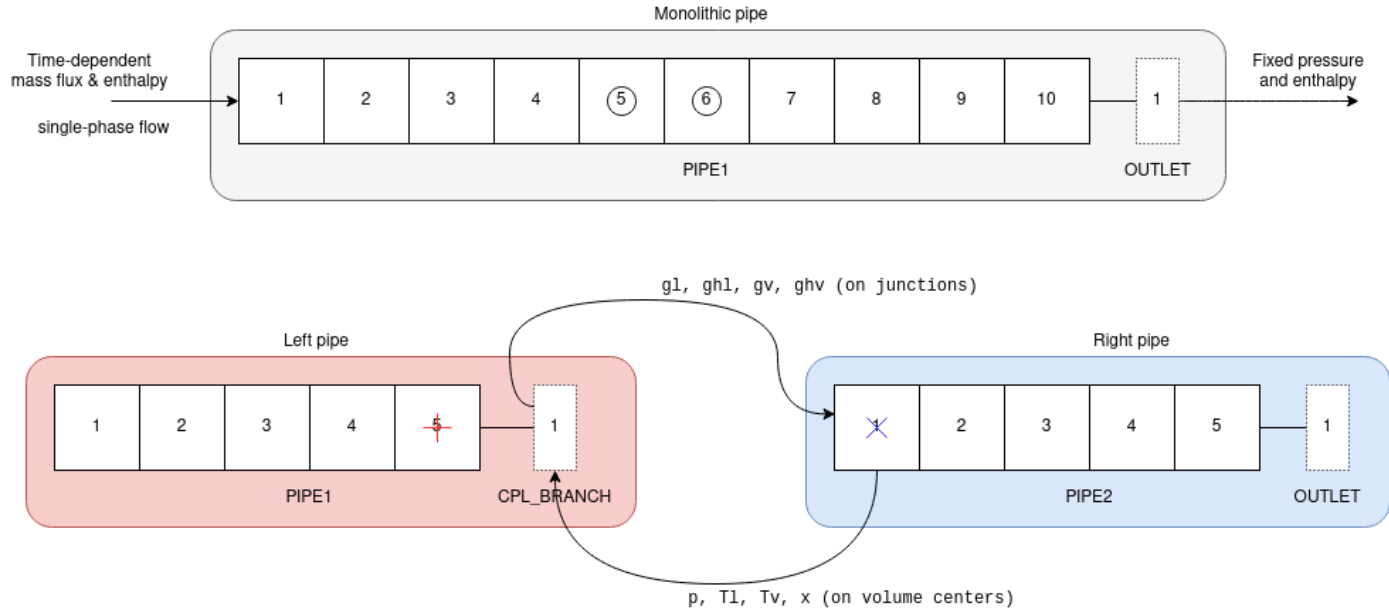 Monolithic pipe
Time-dependent
mass flux & enthalpy
single-phase flow
1 2 3 4 5 6 7 8 9 10
1
Fixed pressure
and enthalpy
PIPE1
OUTLET
gl, ghl, gv, ghv (on junctions)
Left pipe
Right pipe
1 2 3 4 5
1
1 2 3 4 5
1
PIPE1
CPL_BRANCH
PIPE2
OUTLET
p, Tl, Tv, x (on volume centers)